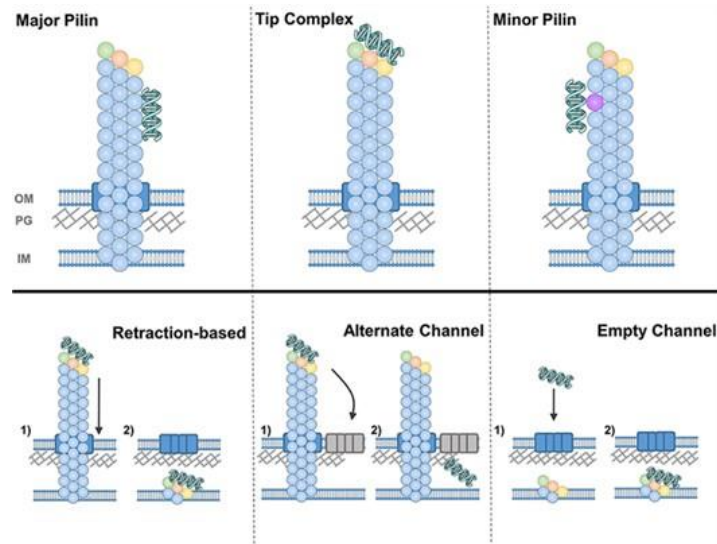 Major Pilin
Tip Complex
Minor Pilin
OM
PG
IM
Retraction-based
Alternate Channel
Empty Channel
1)
2)
1)
2)
1)
2)